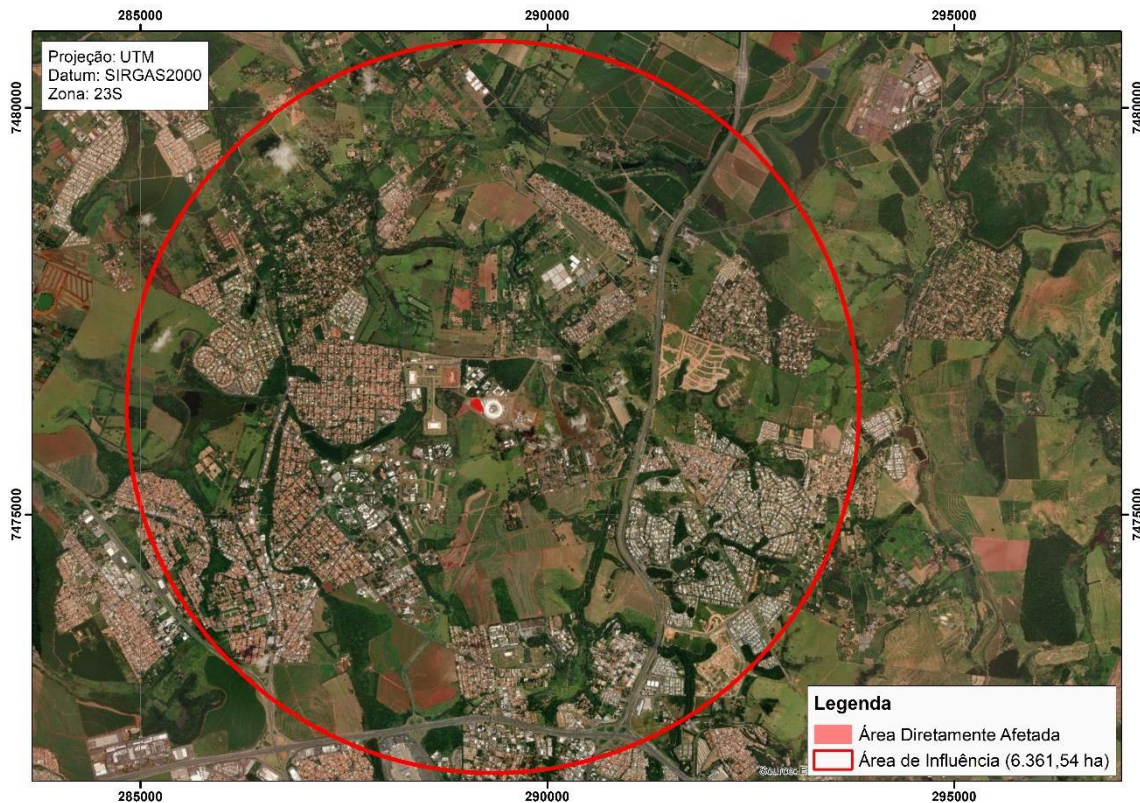 285000 290000 295000
Projeção: UTM
Datum: SIRGAS2000
Zona: 23S
7480000 7480000
7475000 7475000
Legenda
Área Diretamente Afetada
Área de Influência (6.361,54 ha)
Source: E
285000 290000 295000